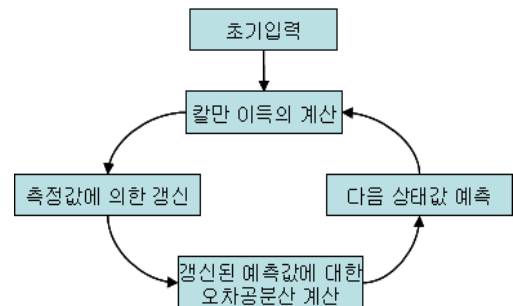 초기입력
칼만 이득의 계산
측정값에 의한 갱신
다음 상태값 예측
갱신된 예측값에 대한
오차공분산 계산